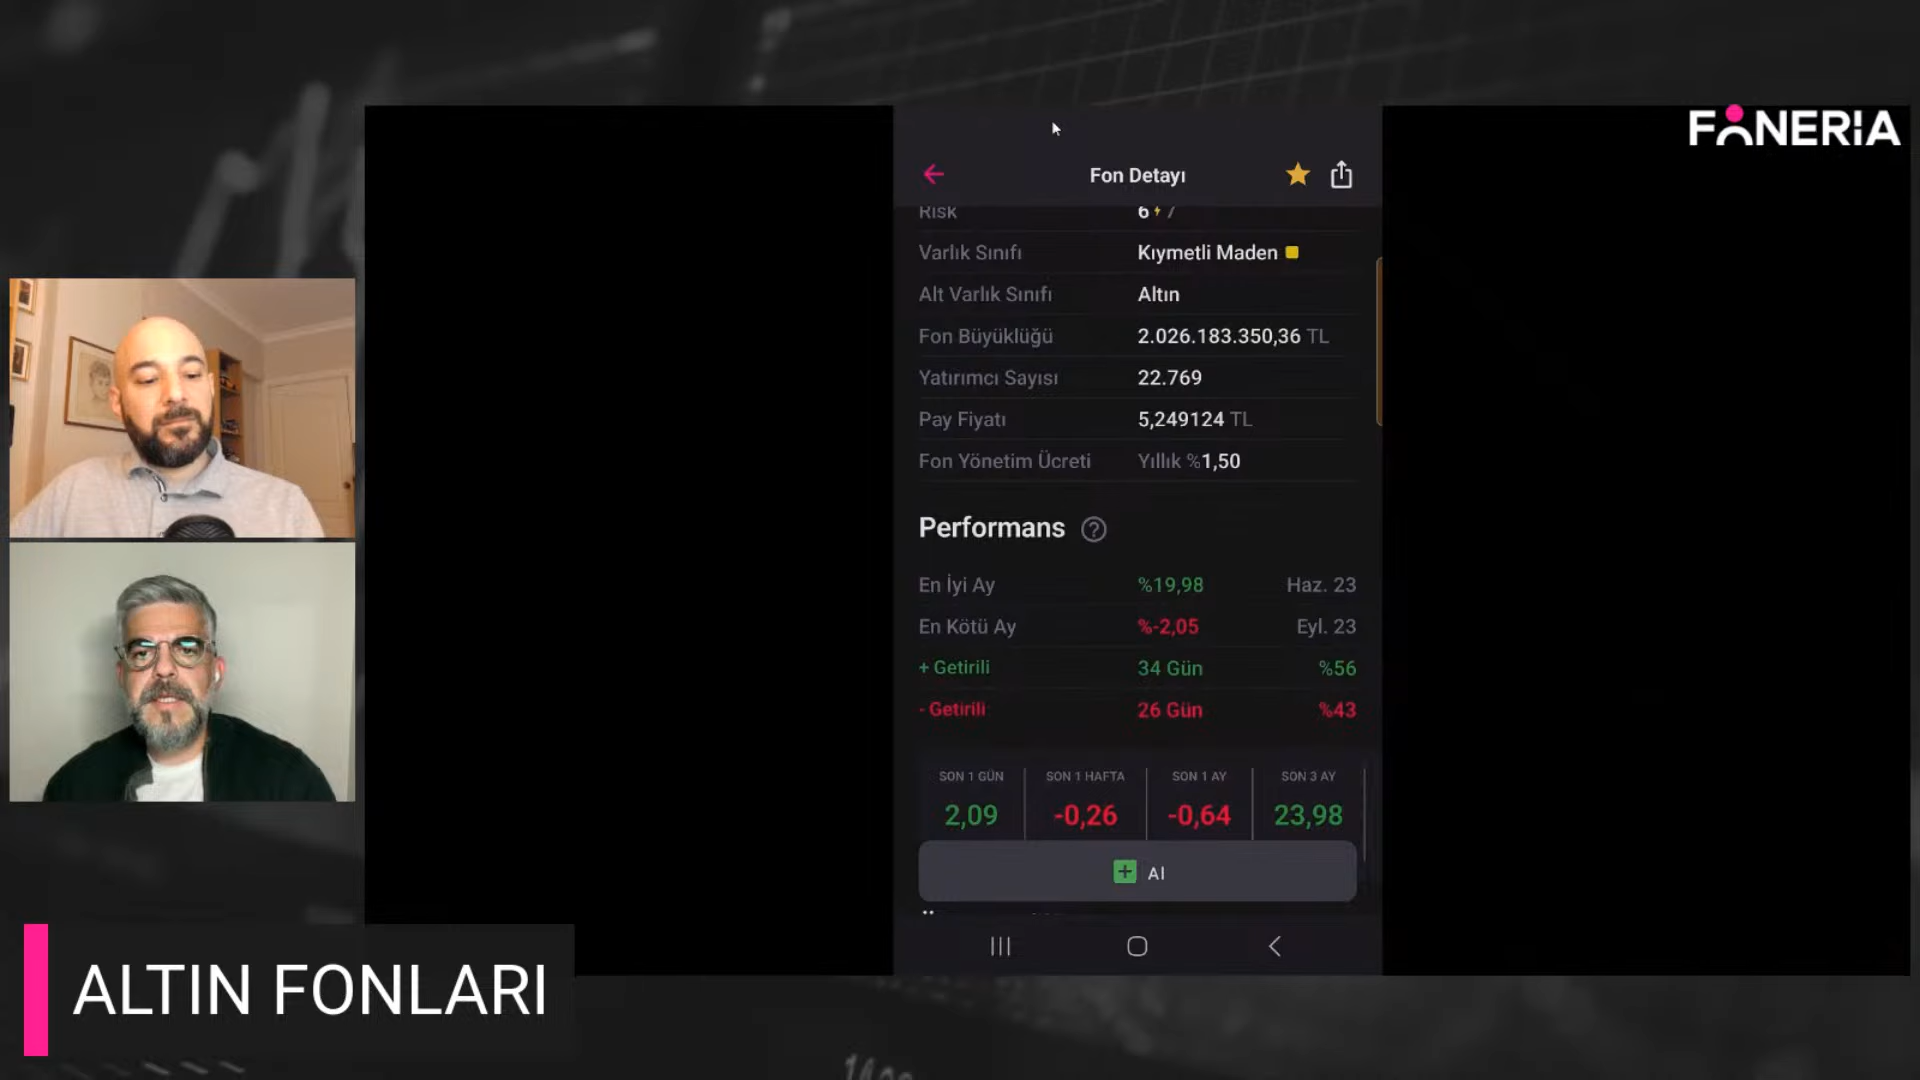 FONERIA
Fon Detayı
Risk 6 / 7
Varlık Sınıfı Kıymetli Maden
Alt Varlık Sınıfı Altın
Fon Büyüklüğü 2.026.183.350,36 TL
Yatırımcı Sayısı 22.769
Pay Fiyatı 5,249124 TL
Fon Yönetim Ücreti Yıllık %1,50
Performans ?
En İyi Ay %19,98 Haz. 23
En Kötü Ay %-2,05 Eyl. 23
+ Getirili 34 Gün %56
- Getirili 26 Gün %43
SON 1 GÜN SON 1 HAFTA SON 1 AY SON 3 AY
2,09 -0,26 -0,64 23,98
+ Al
ALTIN FONLARI